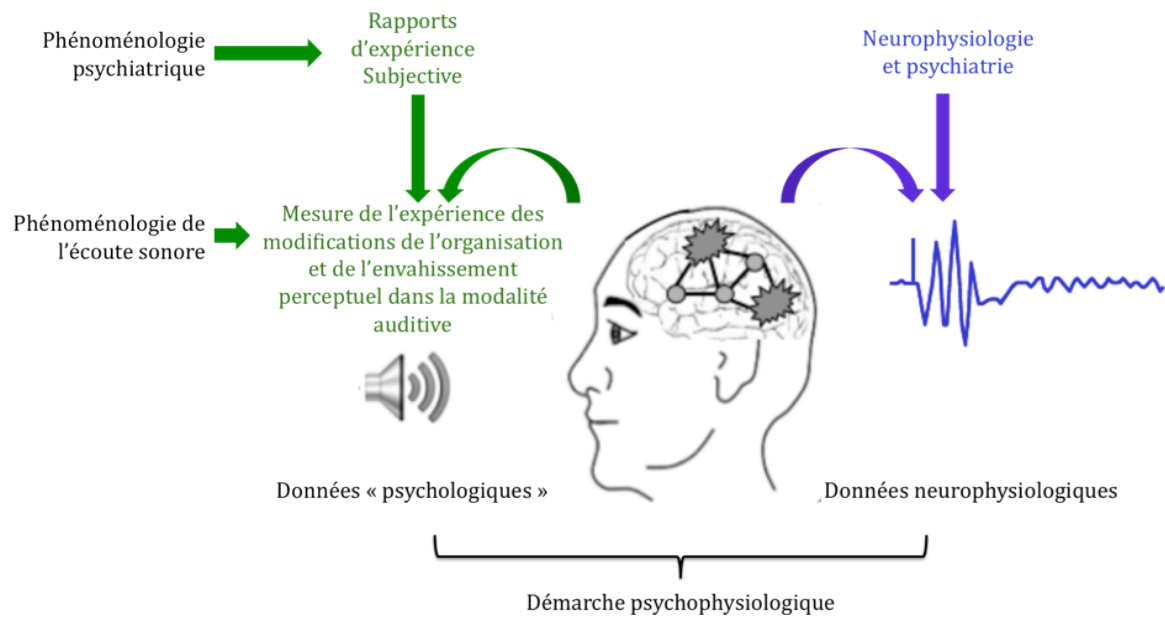 Phénoménologie
psychiatrique
Rapports
d’expérience
Subjective
Neurophysiologie
et psychiatrie
Phénoménologie de
l’écoute sonore
Mesure de l’expérience des
modifications de l’organisation
et de l’envahissement
perceptuel dans la modalité
auditive
Données « psychologiques »
Données neurophysiologiques
Démarche psychophysiologique